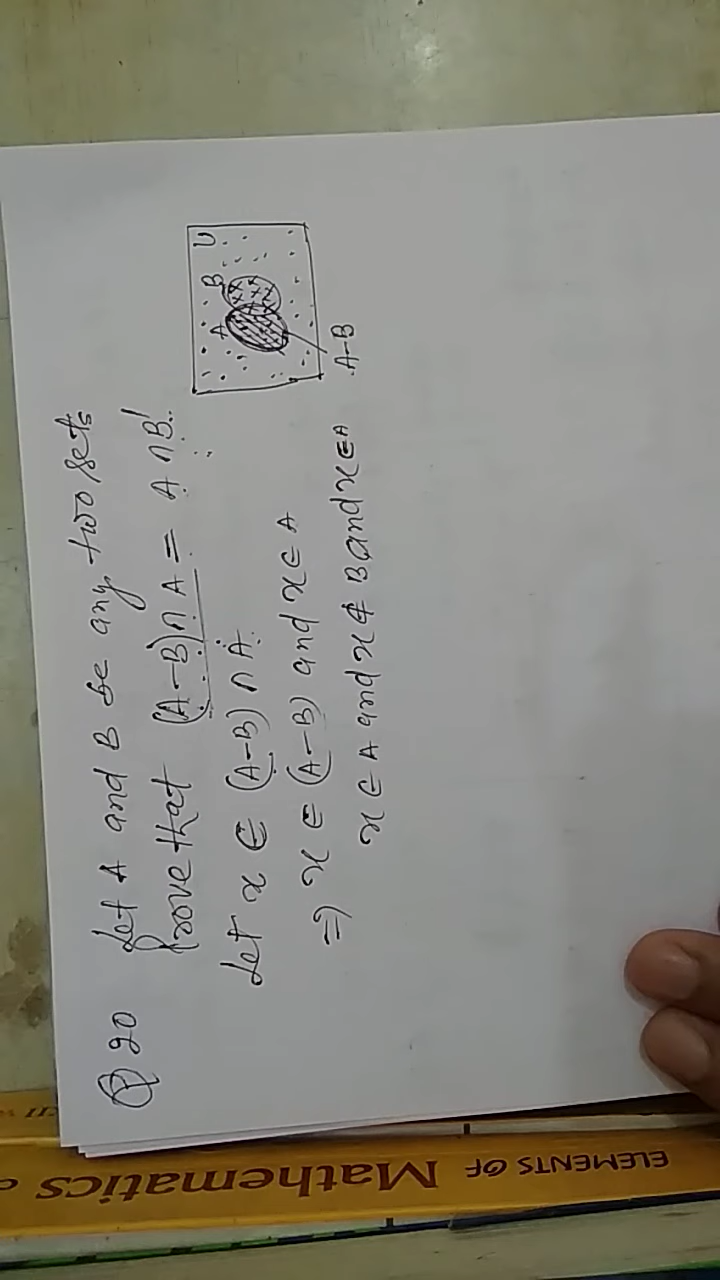 Q 20 Let A and B be any two sets
Prove that (A-B)∩A = A∩B'.
Let x ∈ (A-B) ∩ A.
⇒ x ∈ (A-B) and x ∈ A
x ∈ A and x ∉ B and x ∈ A
A B U
A-B
ELEMENTS OF Mathematics